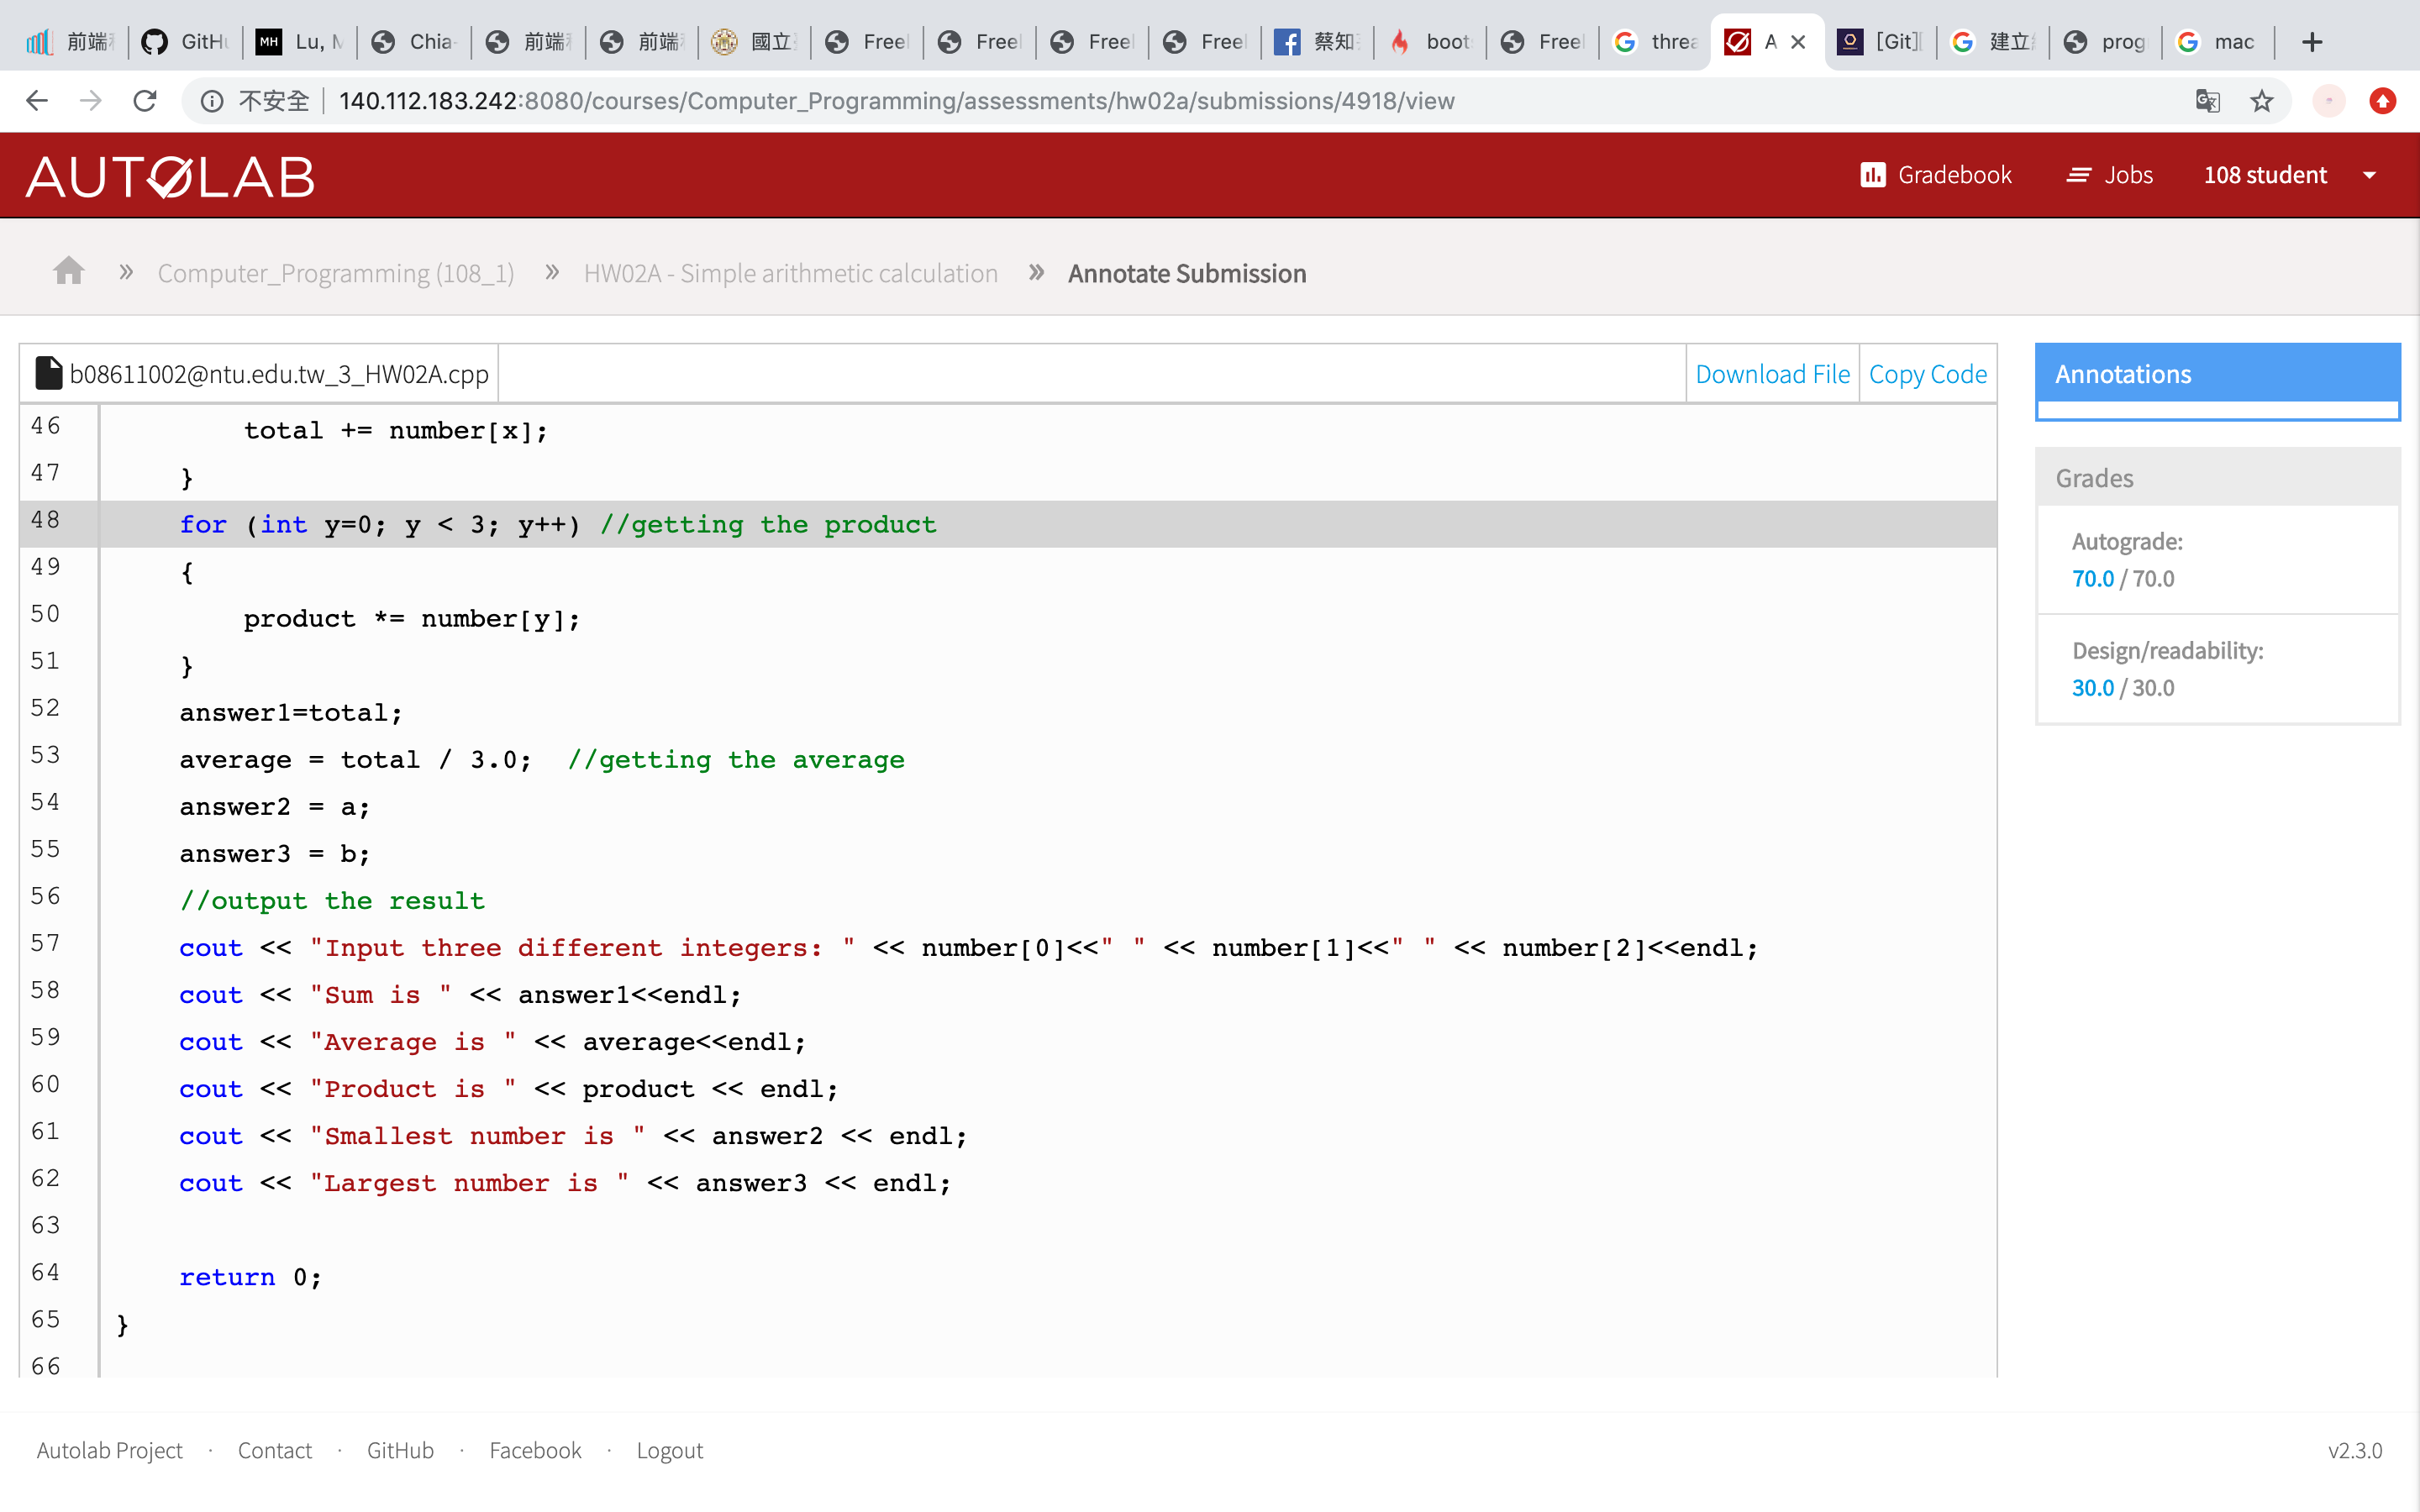 前端 GitHu MH Lu, M Chia- 前端 前端 國立 Free Free Free Free 蔡知 boot Free threa A [Git] 建立 prog mac
不安全 140.112.183.242:8080/courses/Computer_Programming/assessments/hw02a/submissions/4918/view
AUTOLAB Gradebook Jobs 108 student
» Computer_Programming (108_1) » HW02A - Simple arithmetic calculation » Annotate Submission
b08611002@ntu.edu.tw_3_HW02A.cpp Download File Copy Code
46 total += number[x];
47 }
48 for (int y=0; y < 3; y++) //getting the product
49 {
50 product *= number[y];
51 }
52 answer1=total;
53 average = total / 3.0; //getting the average
54 answer2 = a;
55 answer3 = b;
56 //output the result
57 cout << "Input three different integers: " << number[0]<<" " << number[1]<<" " << number[2]<<endl;
58 cout << "Sum is " << answer1<<endl;
59 cout << "Average is " << average<<endl;
60 cout << "Product is " << product << endl;
61 cout << "Smallest number is " << answer2 << endl;
62 cout << "Largest number is " << answer3 << endl;
63
64 return 0;
65 }
66
Annotations
Grades
Autograde:
70.0 / 70.0
Design/readability:
30.0 / 30.0
Autolab Project · Contact · GitHub · Facebook · Logout v2.3.0